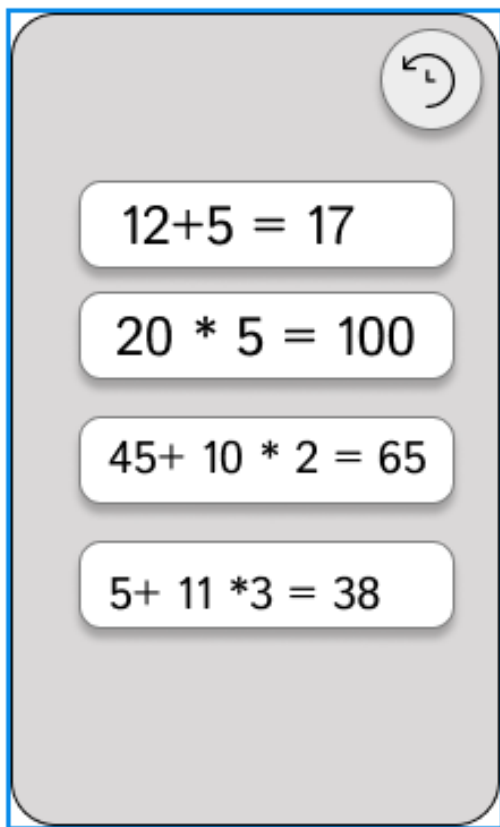 12+5 = 17
20 * 5 = 100
45+ 10 * 2 = 65
5+ 11 *3 = 38